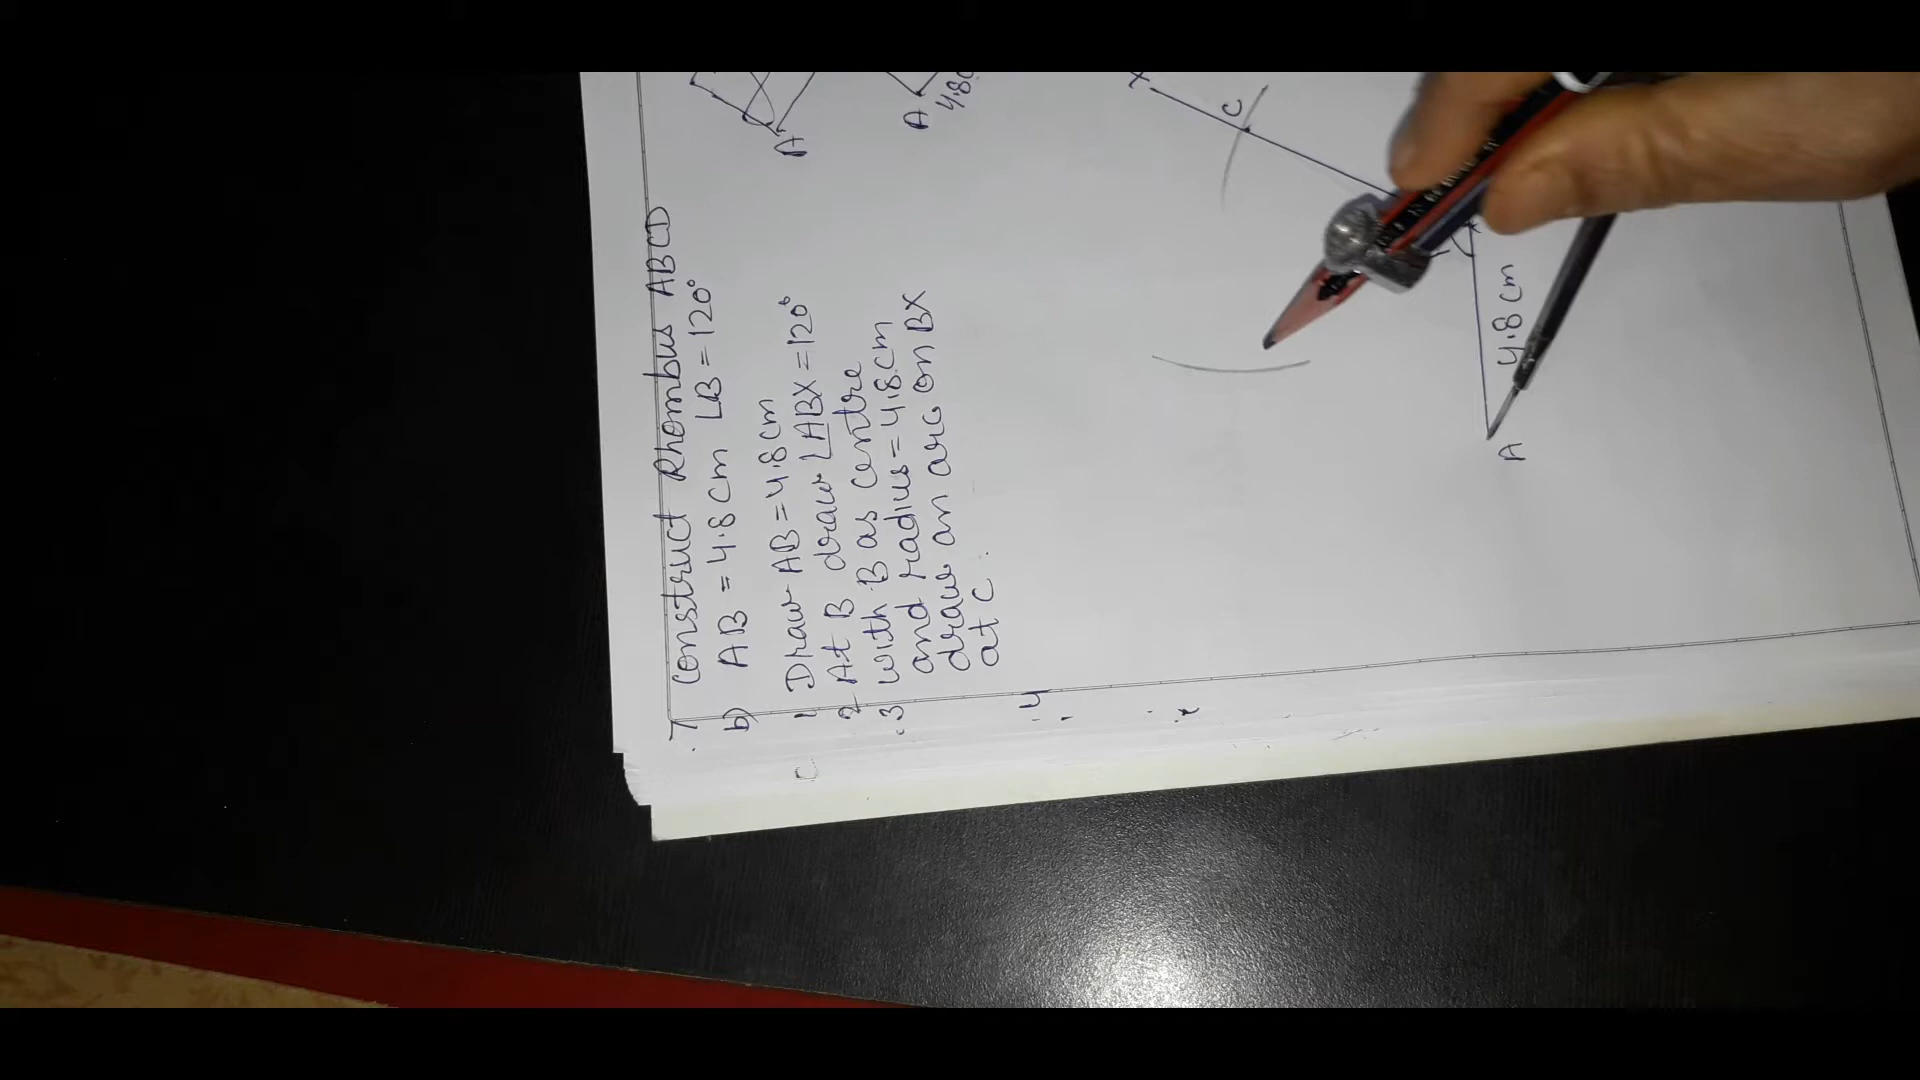 7 Construct Rhombus ABCD
b) AB = 4.8 cm ∠B = 120°
1 Draw AB = 4.8 cm
2 At B draw ∠ABX = 120°
3 with B as centre
and radius = 4.8 cm
draw an arc on BX
at C.
4
C
A
A
4.8c
X
C
4.8 cm
A